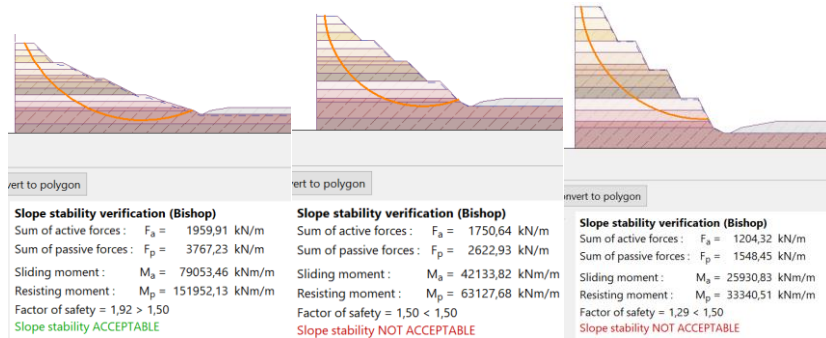 vert to polygon
Slope stability verification (Bishop)
Sum of active forces : Fa = 1959,91 kN/m
Sum of passive forces : Fp = 3767,23 kN/m
Sliding moment : Ma = 79053,46 kNm/m
Resisting moment : Mp = 151952,13 kNm/m
Factor of safety = 1,92 > 1,50
Slope stability ACCEPTABLE
vert to polygon
Slope stability verification (Bishop)
Sum of active forces : Fa = 1750,64 kN/m
Sum of passive forces : Fp = 2622,93 kN/m
Sliding moment : Ma = 42133,82 kNm/m
Resisting moment : Mp = 63127,68 kNm/m
Factor of safety = 1,50 < 1,50
Slope stability NOT ACCEPTABLE
onvert to polygon
Slope stability verification (Bishop)
Sum of active forces : Fa = 1204,32 kN/m
Sum of passive forces : Fp = 1548,45 kN/m
Sliding moment : Ma = 25930,83 kNm/m
Resisting moment : Mp = 33340,51 kNm/m
Factor of safety = 1,29 < 1,50
Slope stability NOT ACCEPTABLE